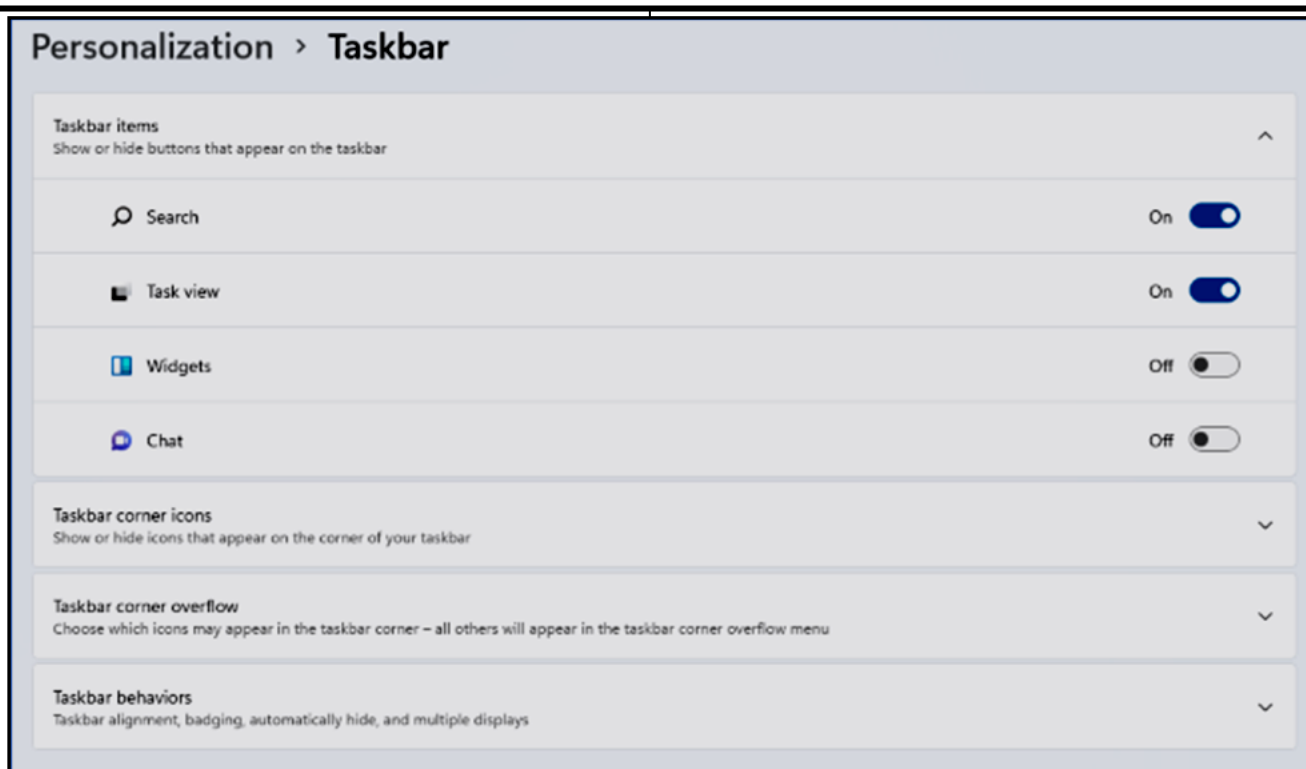 Personalization > Taskbar
Taskbar items
Show or hide buttons that appear on the taskbar
Search On
Task view On
Widgets Off
Chat Off
Taskbar corner icons
Show or hide icons that appear on the corner of your taskbar
Taskbar corner overflow
Choose which icons may appear in the taskbar corner – all others will appear in the taskbar corner overflow menu
Taskbar behaviors
Taskbar alignment, badging, automatically hide, and multiple displays